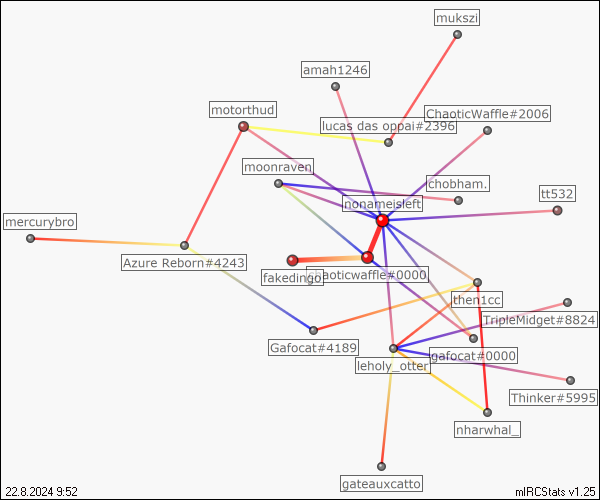 mukszi
amah1246
motorthud
ChaoticWaffle#2006
lucas das oppai#2396
moonraven
chobham.
tt532
nonameisleft
mercurybro
Azure Reborn#4243
fakedingo
chaoticwaffle#0000
then1cc
TripleMidget#8824
Gafocat#4189
gafocat#0000
leholy_otter
Thinker#5995
nharwhal_
gateauxcatto
22.8.2024 9:52
mIRCStats v1.25